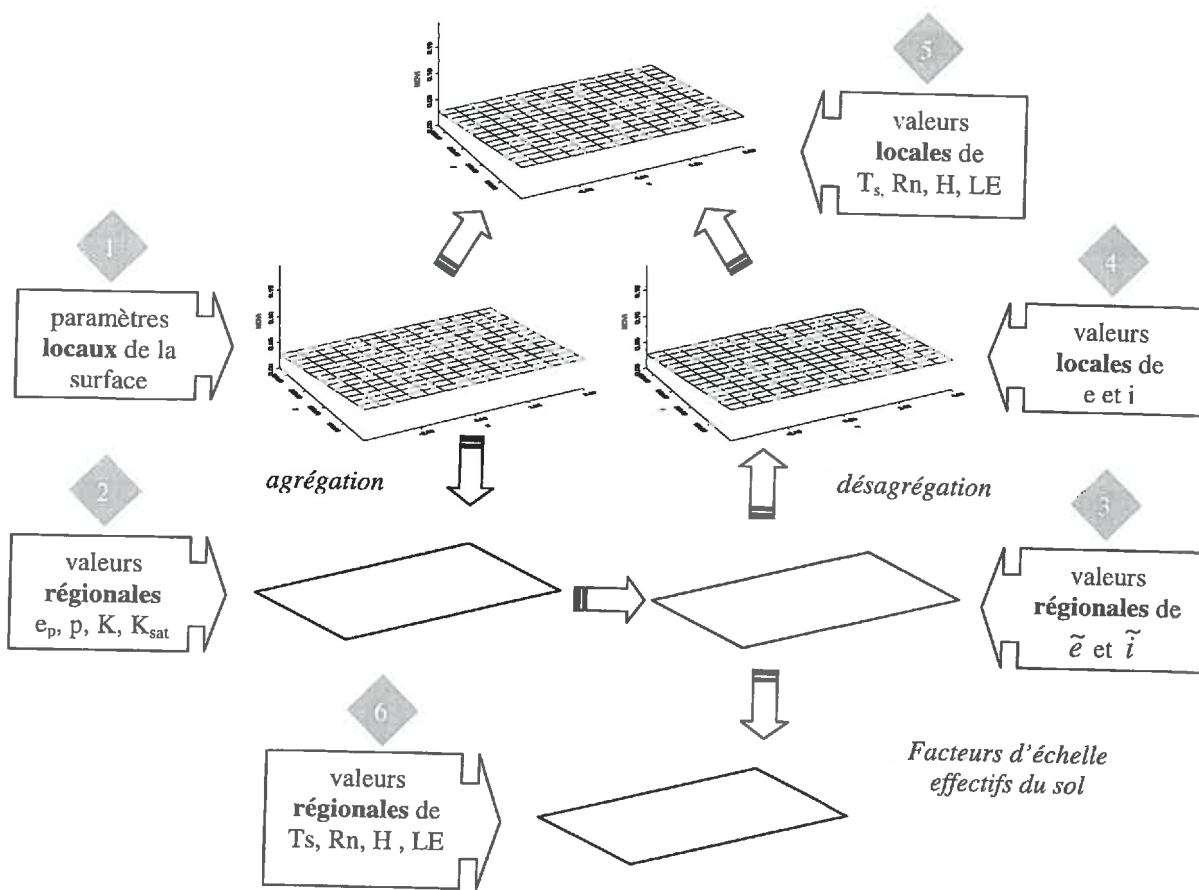 5
valeurs
locales de
Ts, Rn, H, LE
1
paramètres
locaux de la
surface
4
valeurs
locales de
e et i
agrégation
désagrégation
2
valeurs
régionales
ep, p, K, Ksat
3
valeurs
régionales de
ẽ et ĩ
6
valeurs
régionales de
Ts, Rn, H , LE
Facteurs d'échelle
effectifs du sol